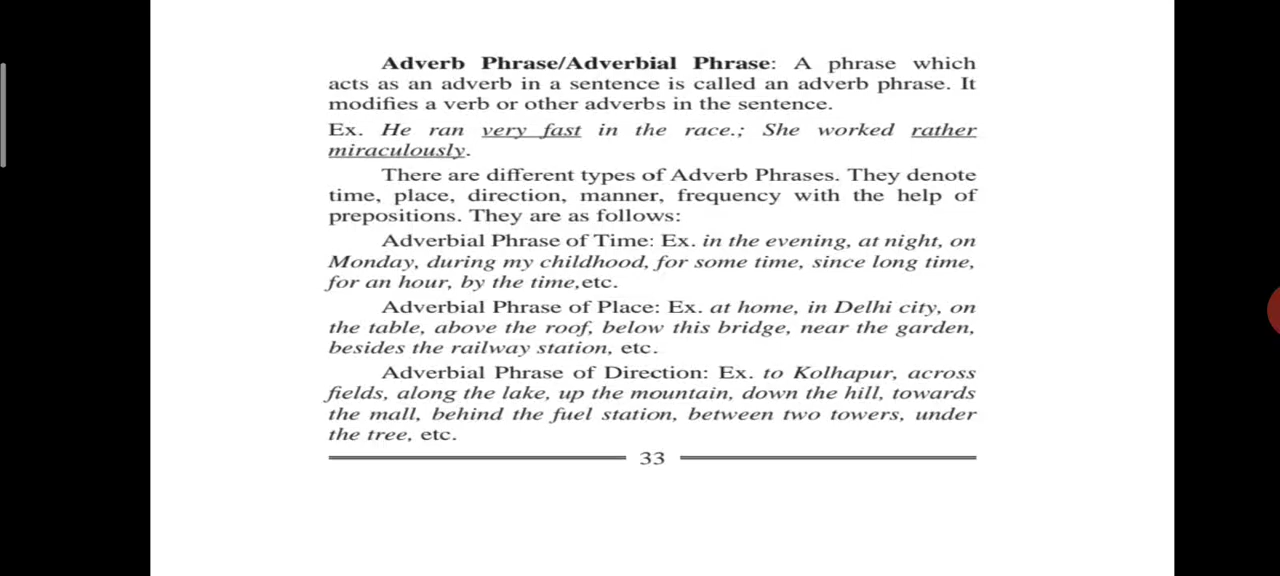 Adverb Phrase/Adverbial Phrase: A phrase which
acts as an adverb in a sentence is called an adverb phrase. It
modifies a verb or other adverbs in the sentence.
Ex. He ran very fast in the race.; She worked rather
miraculously.
There are different types of Adverb Phrases. They denote
time, place, direction, manner, frequency with the help of
prepositions. They are as follows:
Adverbial Phrase of Time: Ex. in the evening, at night, on
Monday, during my childhood, for some time, since long time,
for an hour, by the time,etc.
Adverbial Phrase of Place: Ex. at home, in Delhi city, on
the table, above the roof, below this bridge, near the garden,
besides the railway station, etc.
Adverbial Phrase of Direction: Ex. to Kolhapur, across
fields, along the lake, up the mountain, down the hill, towards
the mall, behind the fuel station, between two towers, under
the tree, etc.
33